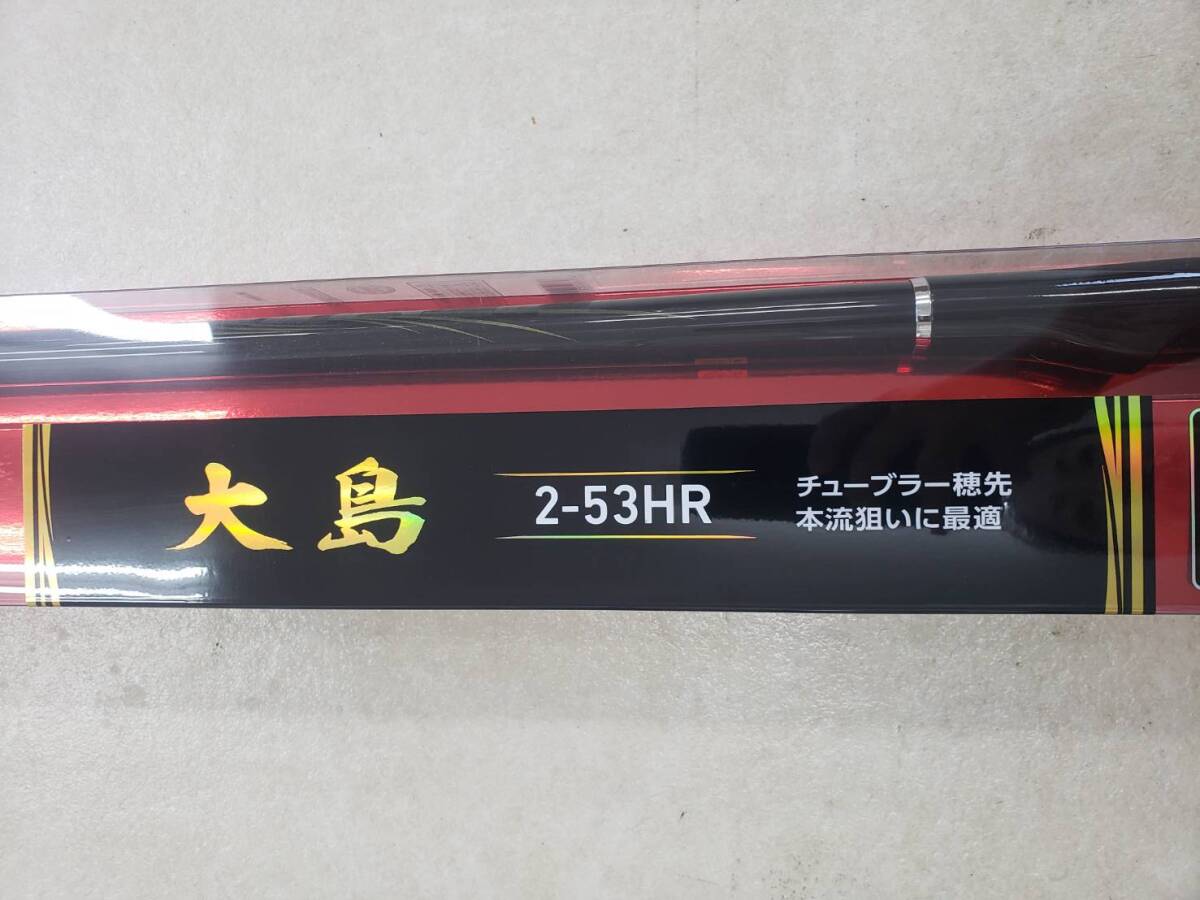 大島
2-53HR
チューブラー穂先
本流狙いに最適